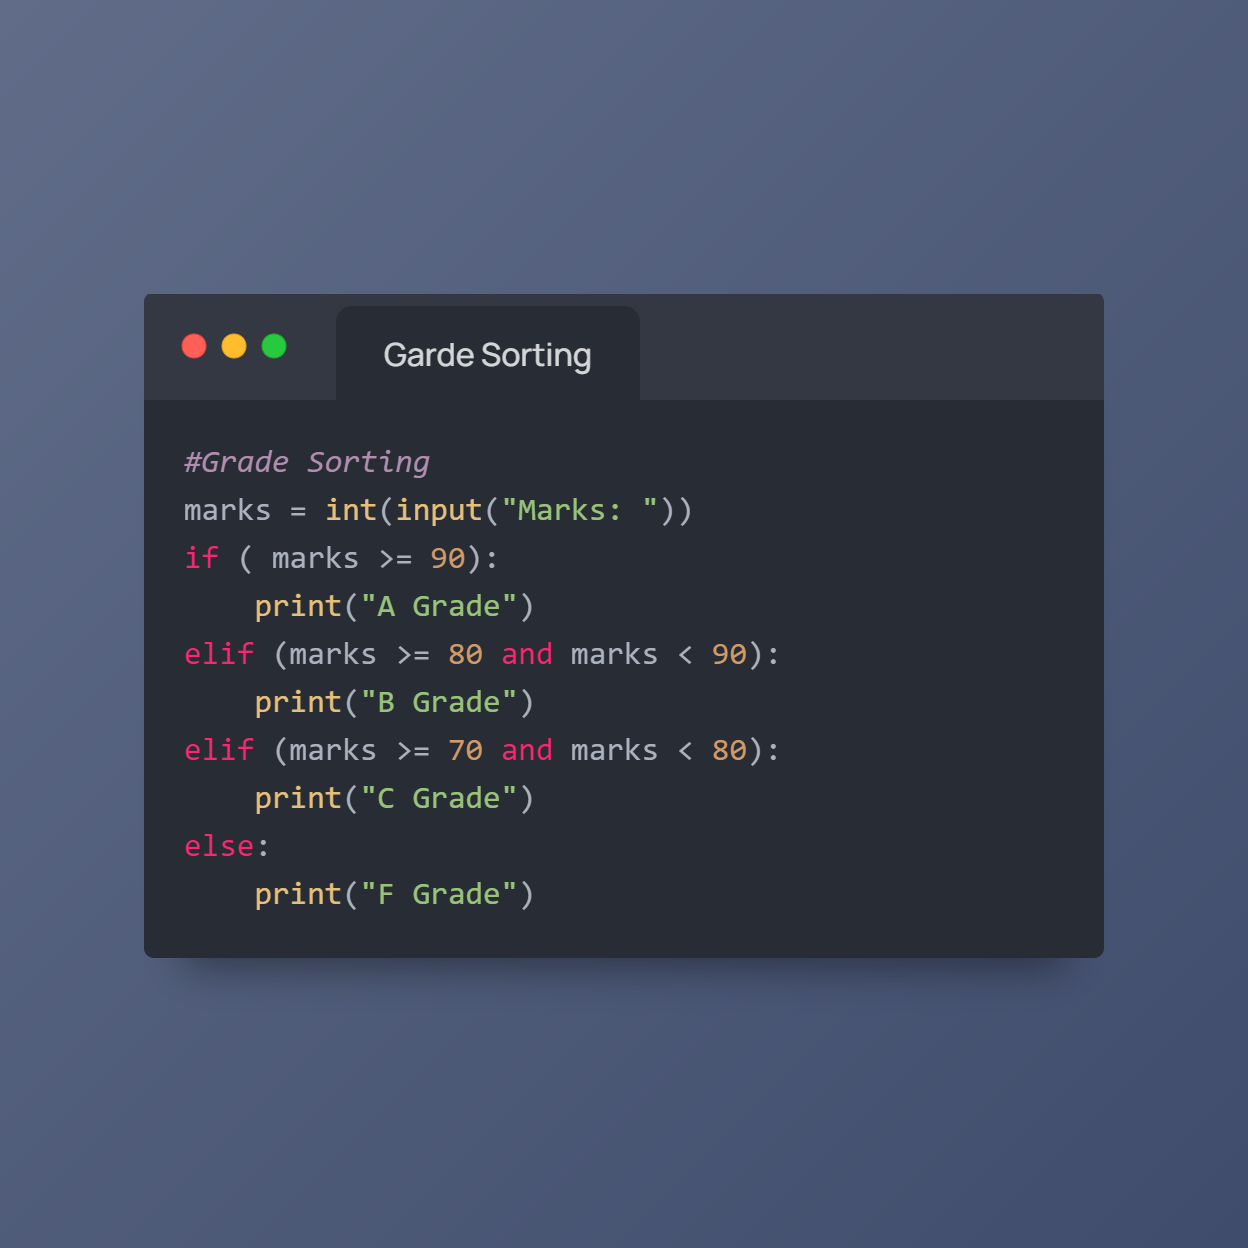 Garde Sorting
#Grade Sorting
marks = int(input("Marks: "))
if ( marks >= 90):
    print("A Grade")
elif (marks >= 80 and marks < 90):
    print("B Grade")
elif (marks >= 70 and marks < 80):
    print("C Grade")
else:
    print("F Grade")